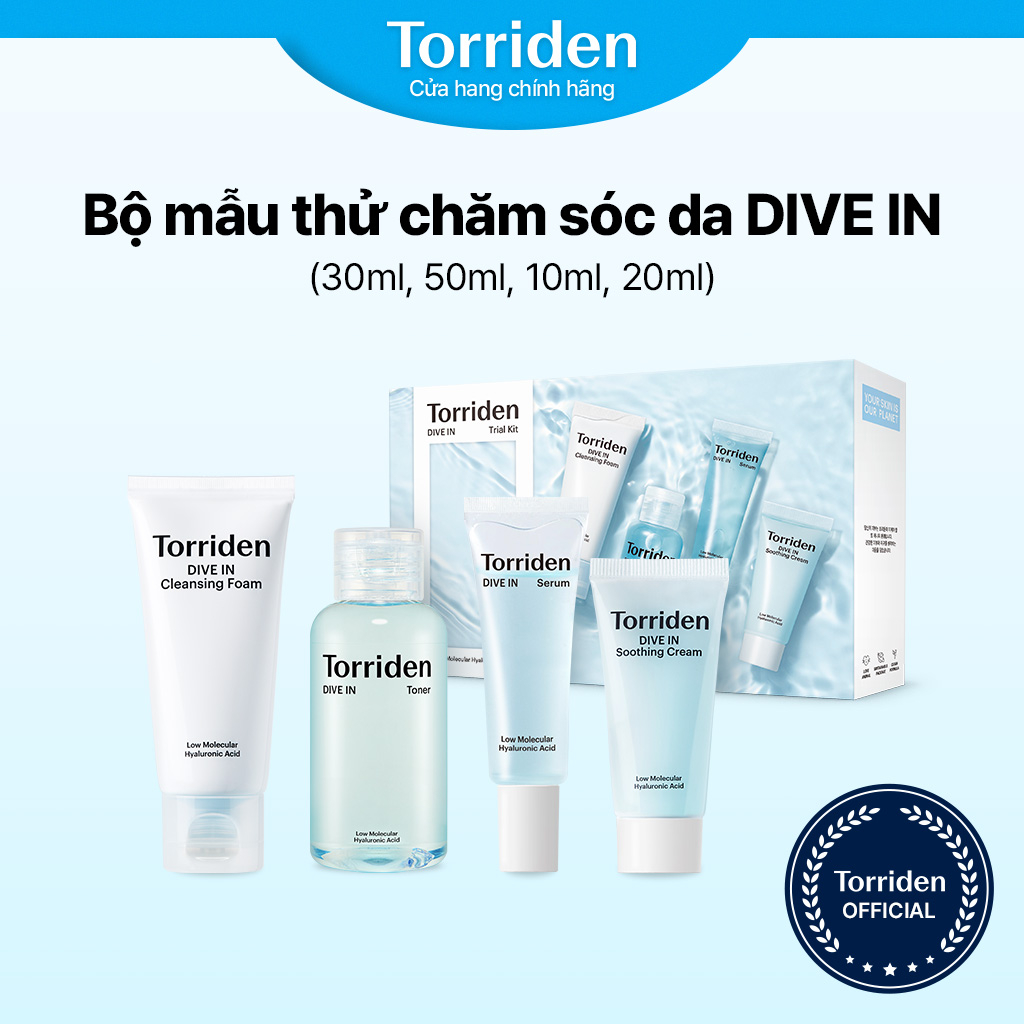 Torriden
Cửa hang chính hãng
Bộ mẫu thử chăm sóc da DIVE IN
(30ml, 50ml, 10ml, 20ml)
Torriden
DIVE IN Trial Kit
Torriden
DIVE IN
Cleansing Foam
Torriden
DIVE IN Serum
Torriden
DIVE IN
Soothing Cream
Low Molecular
Hyaluronic Acid
YOUR SKIN IS
OUR PLANET
Torriden
DIVE IN
Cleansing Foam
Low Molecular
Hyaluronic Acid
Torriden
DIVE IN Toner
Low Molecular
Hyaluronic Acid
Torriden
DIVE IN Serum
Low Molecular
Hyaluronic Acid
Torriden
DIVE IN
Soothing Cream
Low Molecular
Hyaluronic Acid
Torriden
OFFICIAL